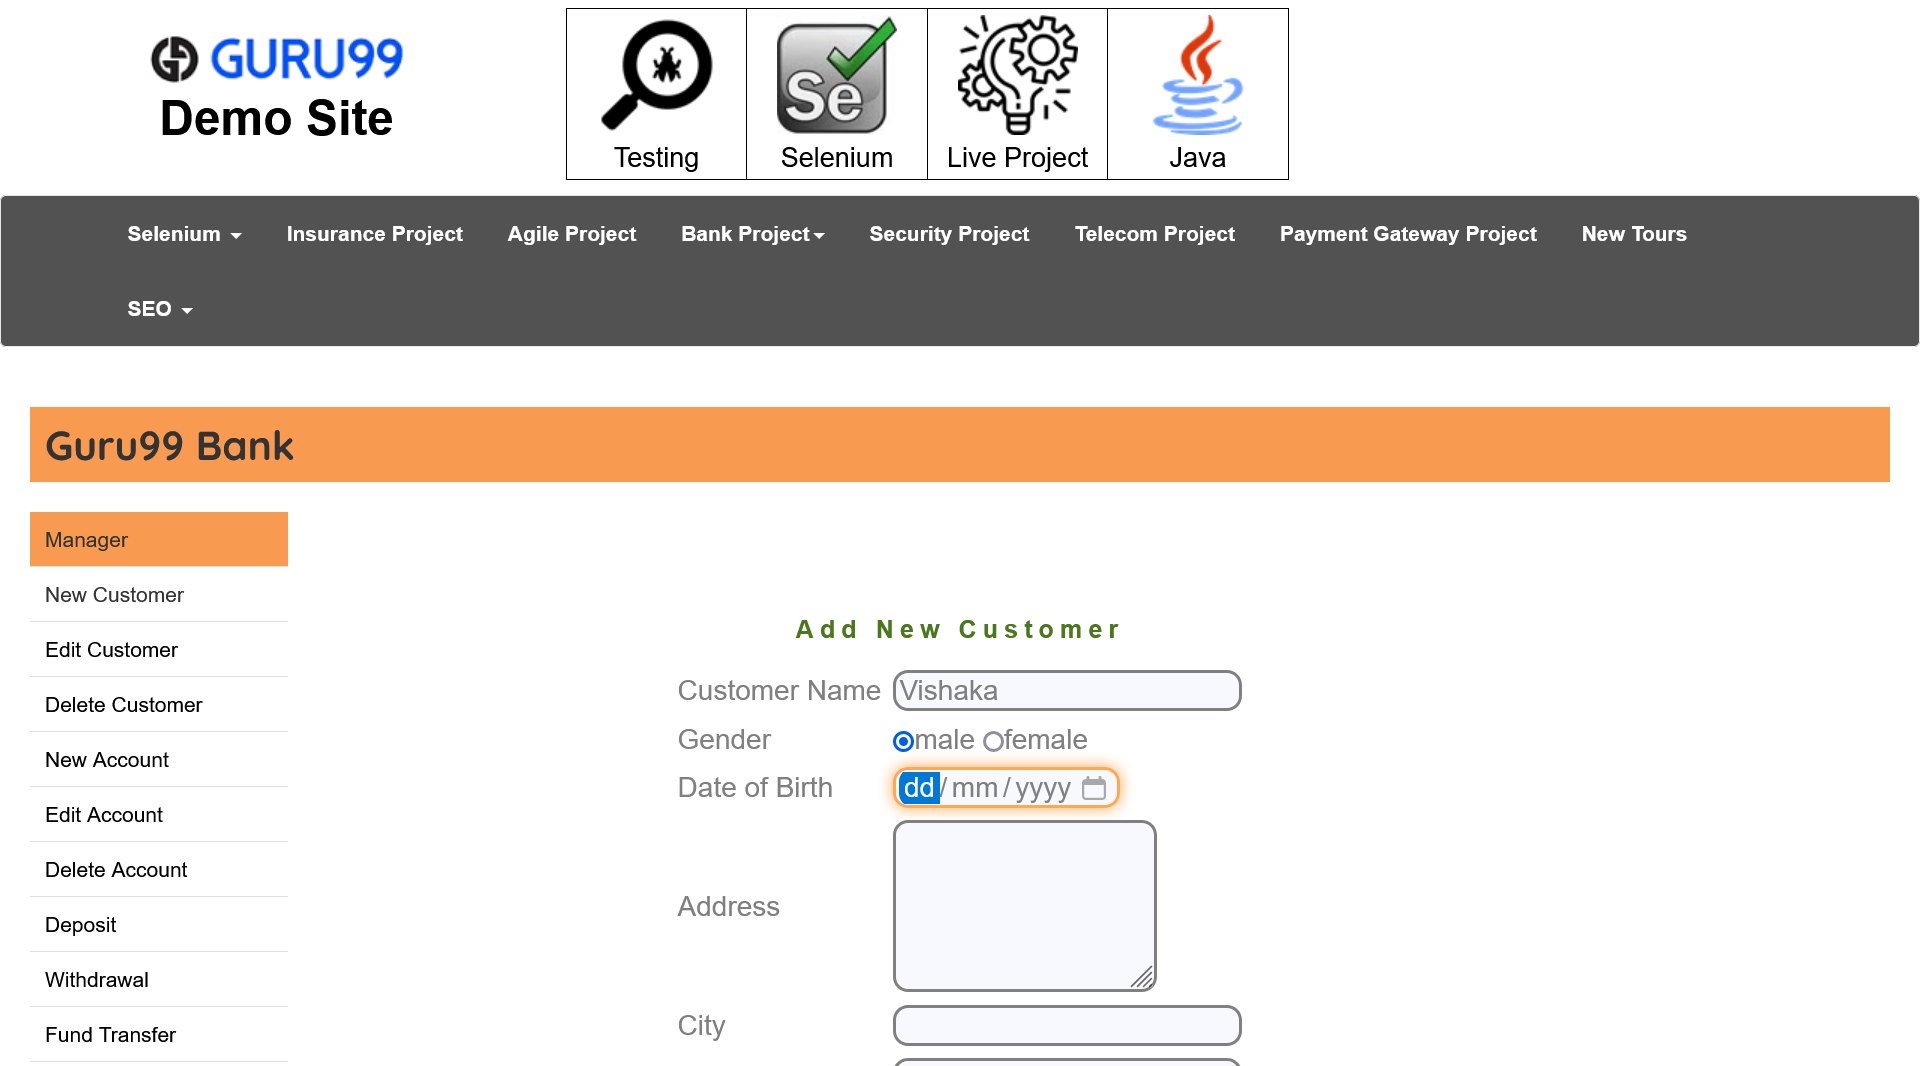 GURU99
Demo Site
Se
Testing
Selenium
Live Project
Java
Selenium
Insurance Project
Agile Project
Bank Project
Security Project
Telecom Project
Payment Gateway Project
New Tours
SEO
Guru99 Bank
Manager
New Customer
Edit Customer
Delete Customer
New Account
Edit Account
Delete Account
Deposit
Withdrawal
Fund Transfer
Add New Customer
Customer Name Vishaka
Gender male female
Date of Birth dd/mm/yyyy
Address
City